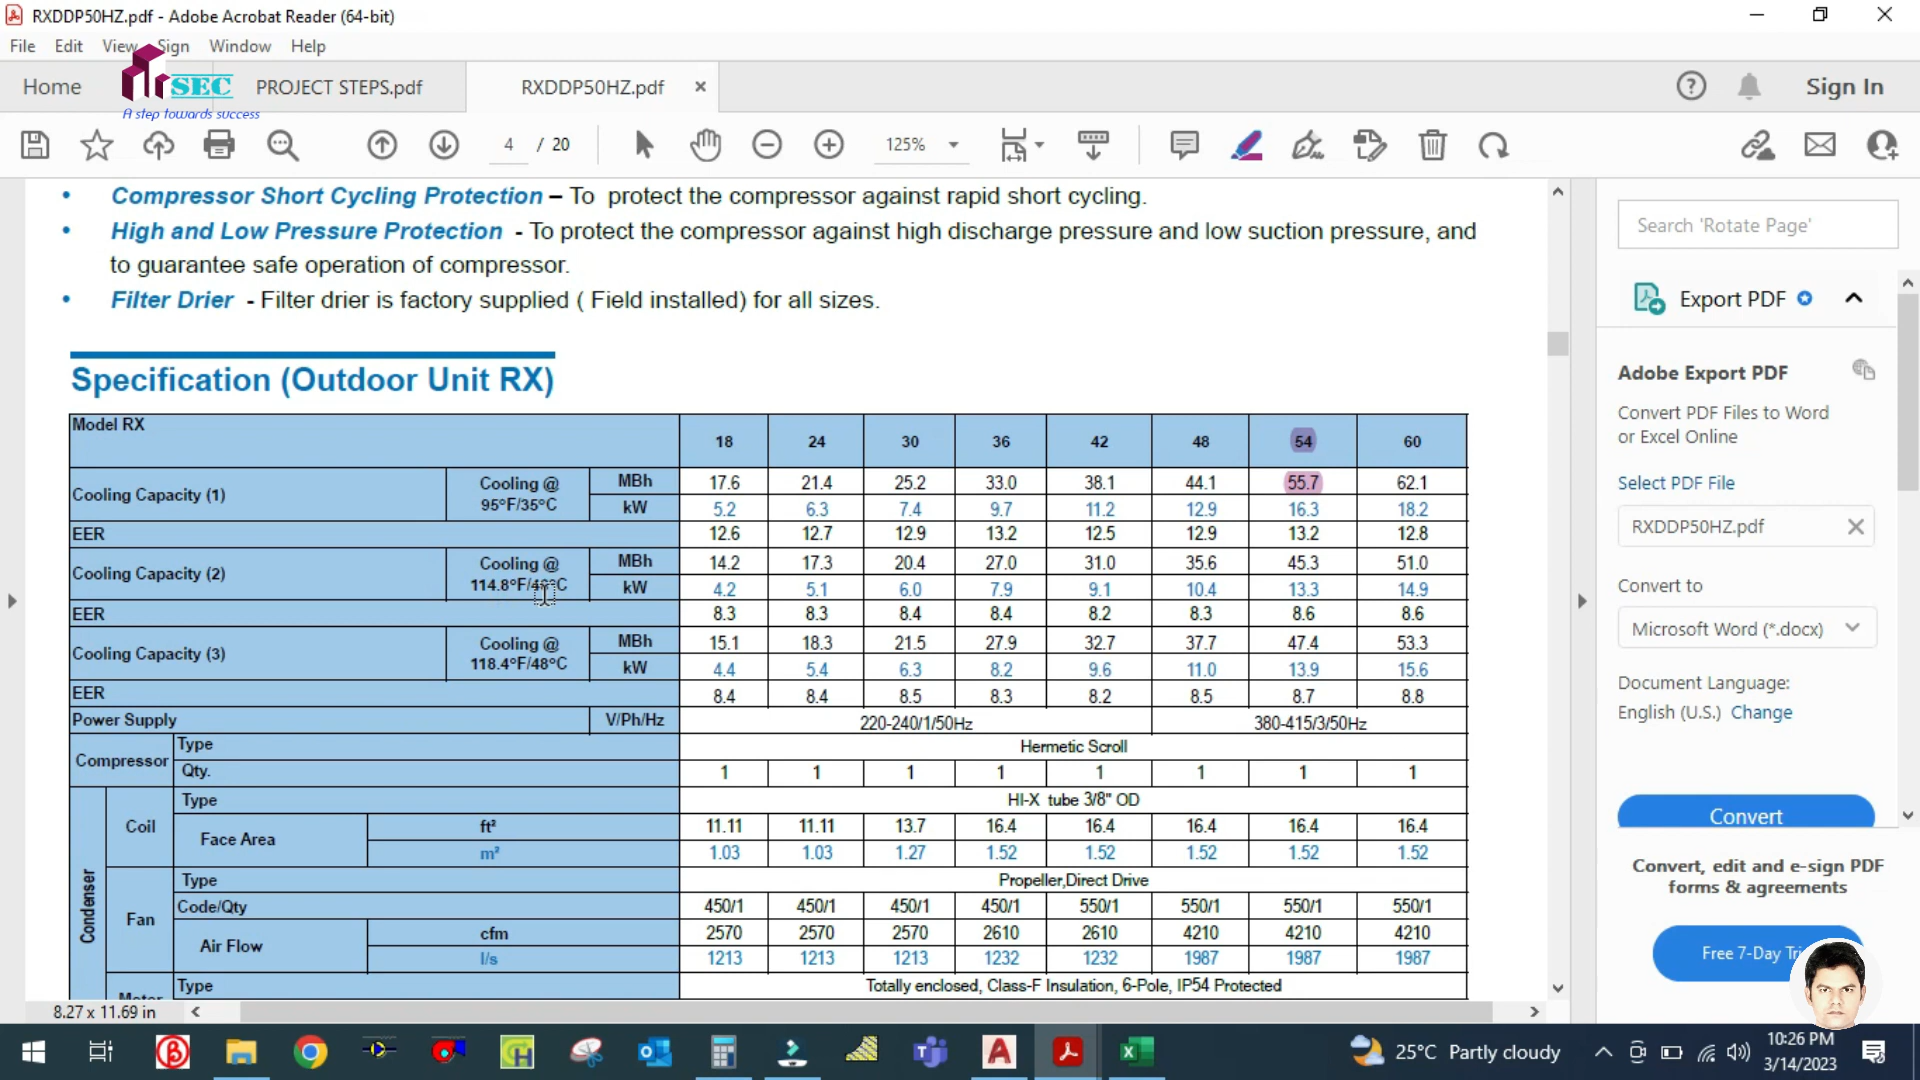 RXDDP50HZ.pdf - Adobe Acrobat Reader (64-bit)
File Edit View Sign Window Help
Home SEC PROJECT STEPS.pdf RXDDP50HZ.pdf × Sign In
A step towards success
4 / 20 125%
• Compressor Short Cycling Protection – To protect the compressor against rapid short cycling.
• High and Low Pressure Protection - To protect the compressor against high discharge pressure and low suction pressure, and
to guarantee safe operation of compressor.
• Filter Drier - Filter drier is factory supplied ( Field installed) for all sizes.
Specification (Outdoor Unit RX)
Model RX 18 24 30 36 42 48 54 60
Cooling Capacity (1) Cooling @ 95°F/35°C MBh 17.6 21.4 25.2 33.0 38.1 44.1 55.7 62.1
kW 5.2 6.3 7.4 9.7 11.2 12.9 16.3 18.2
EER 12.6 12.7 12.9 13.2 12.5 12.9 13.2 12.8
Cooling Capacity (2) Cooling @ 114.8°F/ MBh 14.2 17.3 20.4 27.0 31.0 35.6 45.3 51.0
kW 4.2 5.1 6.0 7.9 9.1 10.4 13.3 14.9
EER 8.3 8.3 8.4 8.4 8.2 8.3 8.6 8.6
Cooling Capacity (3) Cooling @ 118.4°F/48°C MBh 15.1 18.3 21.5 27.9 32.7 37.7 47.4 53.3
kW 4.4 5.4 6.3 8.2 9.6 11.0 13.9 15.6
EER 8.4 8.4 8.5 8.3 8.2 8.5 8.7 8.8
Power Supply V/Ph/Hz 220-240/1/50Hz 380-415/3/50Hz
Compressor Type Hermetic Scroll
Qty. 1 1 1 1 1 1 1 1
Condenser Coil Type HI-X tube 3/8" OD
Face Area ft² 11.11 11.11 13.7 16.4 16.4 16.4 16.4 16.4
m² 1.03 1.03 1.27 1.52 1.52 1.52 1.52 1.52
Fan Type Propeller,Direct Drive
Code/Qty 450/1 450/1 450/1 450/1 550/1 550/1 550/1 550/1
Air Flow cfm 2570 2570 2570 2610 2610 4210 4210 4210
l/s 1213 1213 1213 1232 1232 1987 1987 1987
Motor Type Totally enclosed, Class-F Insulation, 6-Pole, IP54 Protected
8.27 x 11.69 in
Search 'Rotate Page'
Export PDF
Adobe Export PDF
Convert PDF Files to Word
or Excel Online
Select PDF File
RXDDP50HZ.pdf
Convert to
Microsoft Word (*.docx)
Document Language:
English (U.S.) Change
Convert
Convert, edit and e-sign PDF
forms & agreements
Free 7-Day
25°C Partly cloudy
10:26 PM
3/14/2023